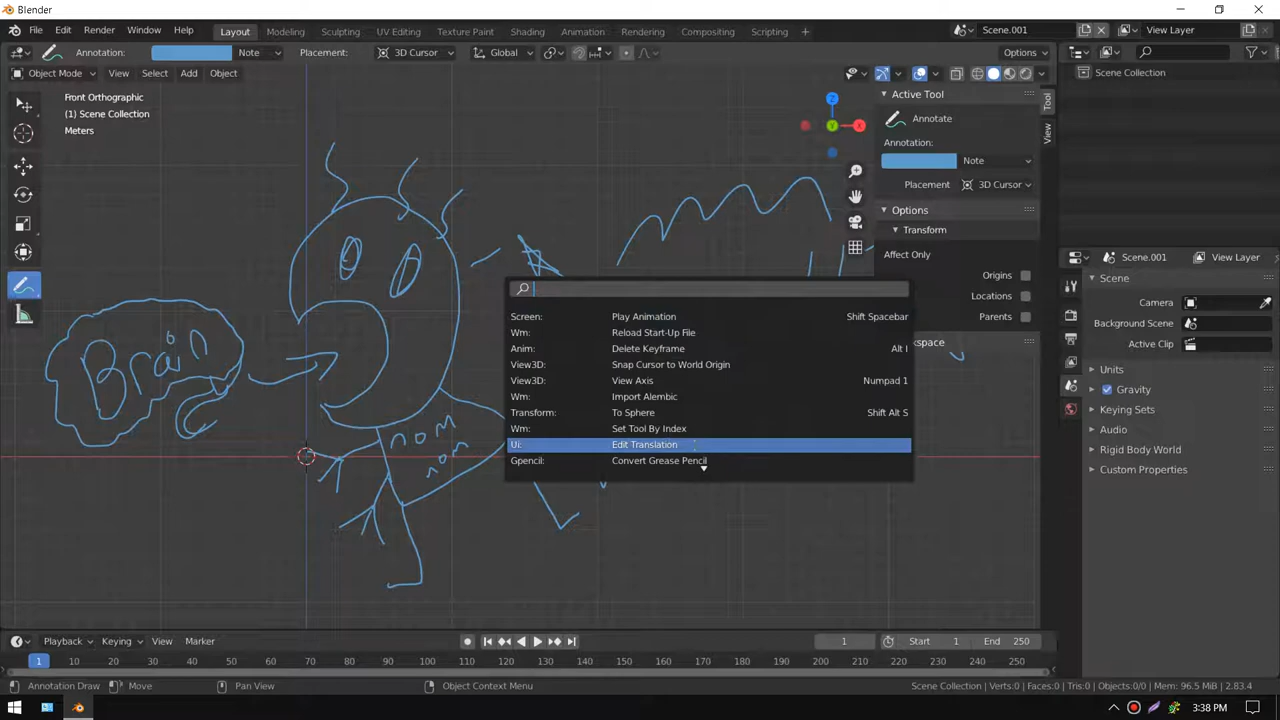 Blender
File Edit Render Window Help Layout Modeling Sculpting UV Editing Texture Paint Shading Animation Rendering Compositing Scripting + Scene.001 View Layer
Annotation: Note Placement: 3D Cursor Global Options
Object Mode View Select Add Object
Front Orthographic
(1) Scene Collection
Meters
Z
Y
X
Brain
nom
nom
Screen: Play Animation Shift Spacebar
Wm: Reload Start-Up File
Anim: Delete Keyframe Alt I
View3D: Snap Cursor to World Origin
View3D: View Axis Numpad 1
Wm: Import Alembic
Transform: To Sphere Shift Alt S
Wm: Set Tool By Index
Ui: Edit Translation
Gpencil: Convert Grease Pencil
Active Tool
Annotate
Annotation:
Note
Placement 3D Cursor
Options
Transform
Affect Only
Origins
Locations
Parents
kspace
Tool
View
Scene Collection
Scene.001 View Layer
Scene
Camera Scene
Background Scene Scene
Active Clip
Units
Gravity
Keying Sets
Audio
Rigid Body World
Custom Properties
Playback Keying View Marker 1 Start 1 End 250
1 10 20 30 40 50 60 70 80 90 100 110 120 130 140 150 160 170 180 190 200 210 220 230 240 250
Annotation Draw Move Pan View Object Context Menu Scene Collection | Verts:0 | Faces:0 | Tris:0 | Objects:0/0 | Mem: 96.5 MiB | 2.83.4
3:38 PM